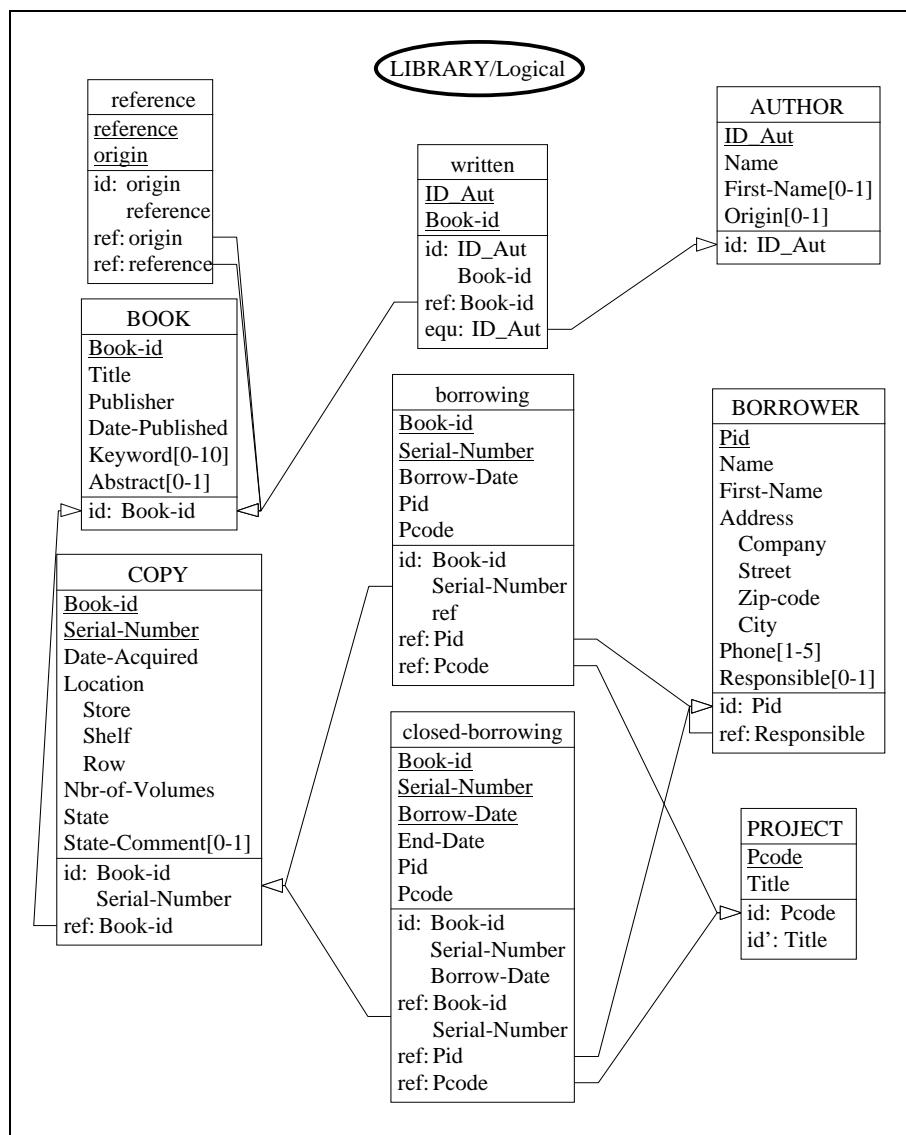 LIBRARY/Logical
reference
reference
origin
id: origin
reference
ref: origin
ref: reference
written
ID_Aut
Book-id
id: ID_Aut
Book-id
ref: Book-id
equ: ID_Aut
AUTHOR
ID_Aut
Name
First-Name[0-1]
Origin[0-1]
id: ID_Aut
BOOK
Book-id
Title
Publisher
Date-Published
Keyword[0-10]
Abstract[0-1]
id: Book-id
borrowing
Book-id
Serial-Number
Borrow-Date
Pid
Pcode
id: Book-id
Serial-Number
ref
ref: Pid
ref: Pcode
BORROWER
Pid
Name
First-Name
Address
Company
Street
Zip-code
City
Phone[1-5]
Responsible[0-1]
id: Pid
ref: Responsible
COPY
Book-id
Serial-Number
Date-Acquired
Location
Store
Shelf
Row
Nbr-of-Volumes
State
State-Comment[0-1]
id: Book-id
Serial-Number
ref: Book-id
closed-borrowing
Book-id
Serial-Number
Borrow-Date
End-Date
Pid
Pcode
id: Book-id
Serial-Number
Borrow-Date
ref: Book-id
Serial-Number
ref: Pid
ref: Pcode
PROJECT
Pcode
Title
id: Pcode
id’: Title